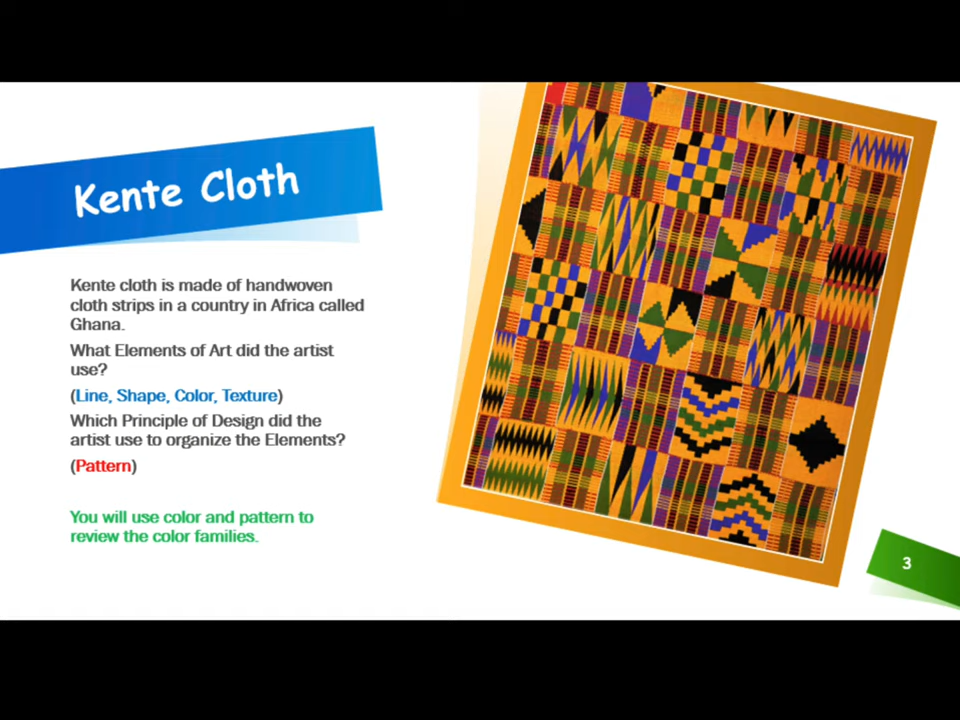 Kente Cloth
Kente cloth is made of handwoven
cloth strips in a country in Africa called
Ghana.
What Elements of Art did the artist
use?
(Line, Shape, Color, Texture)
Which Principle of Design did the
artist use to organize the Elements?
(Pattern)
You will use color and pattern to
review the color families.
3